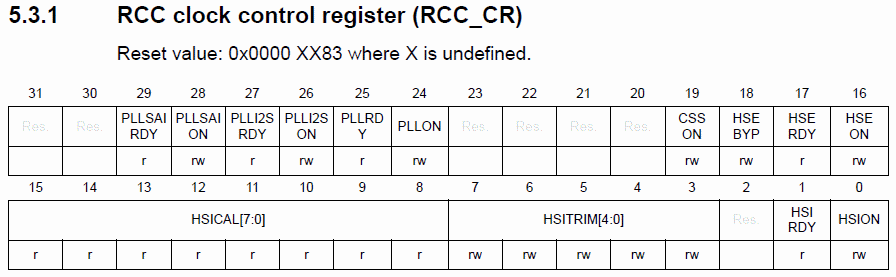 5.3.1 RCC clock control register (RCC_CR)
Reset value: 0x0000 XX83 where X is undefined.
31 30 29 28 27 26 25 24 23 22 21 20 19 18 17 16
Res. Res. PLLSAI RDY PLLSAI ON PLLI2S RDY PLLI2S ON PLLRD Y PLLON Res. Res. Res. Res. CSS ON HSE BYP HSE RDY HSE ON
r rw r rw r rw rw rw r rw
15 14 13 12 11 10 9 8 7 6 5 4 3 2 1 0
HSICAL[7:0] HSITRIM[4:0] Res. HSI RDY HSION
r r r r r r r r rw rw rw rw rw r rw